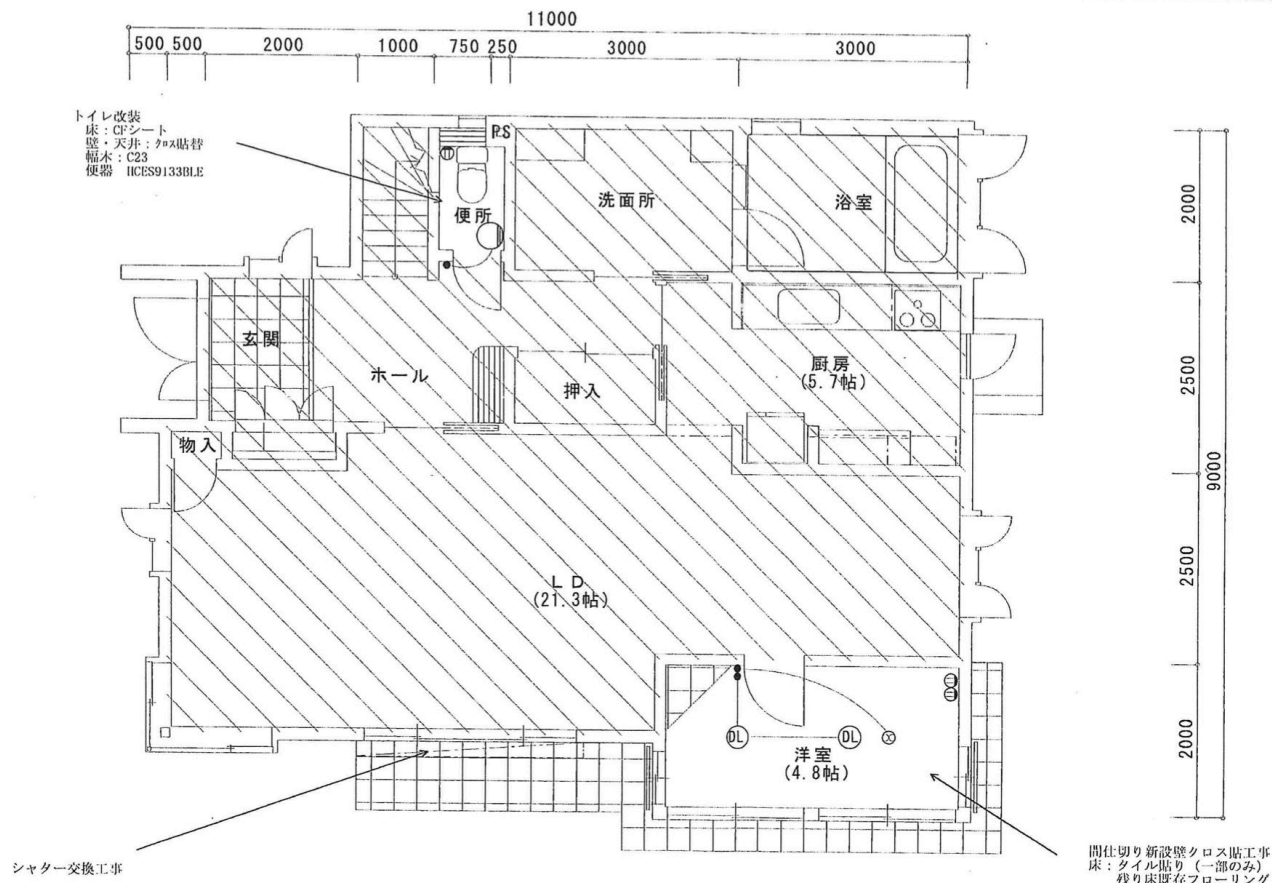 11000
500 500 2000 1000 750 250 3000 3000
トイレ改装
床：CFシート
壁・天井：クロス貼替
幅木：C23
便器 HCES9133BLE
PS
便所
洗面所
浴室
2000
玄関
ホール
押入
厨房
(5.7帖)
2500
物入
9000
LD
(21.3帖)
2500
DL DL
洋室
(4.8帖)
2000
シャター交換工事
間仕切り新設壁クロス貼工事
床：タイル貼り（一部のみ）
残り床既存フローリング